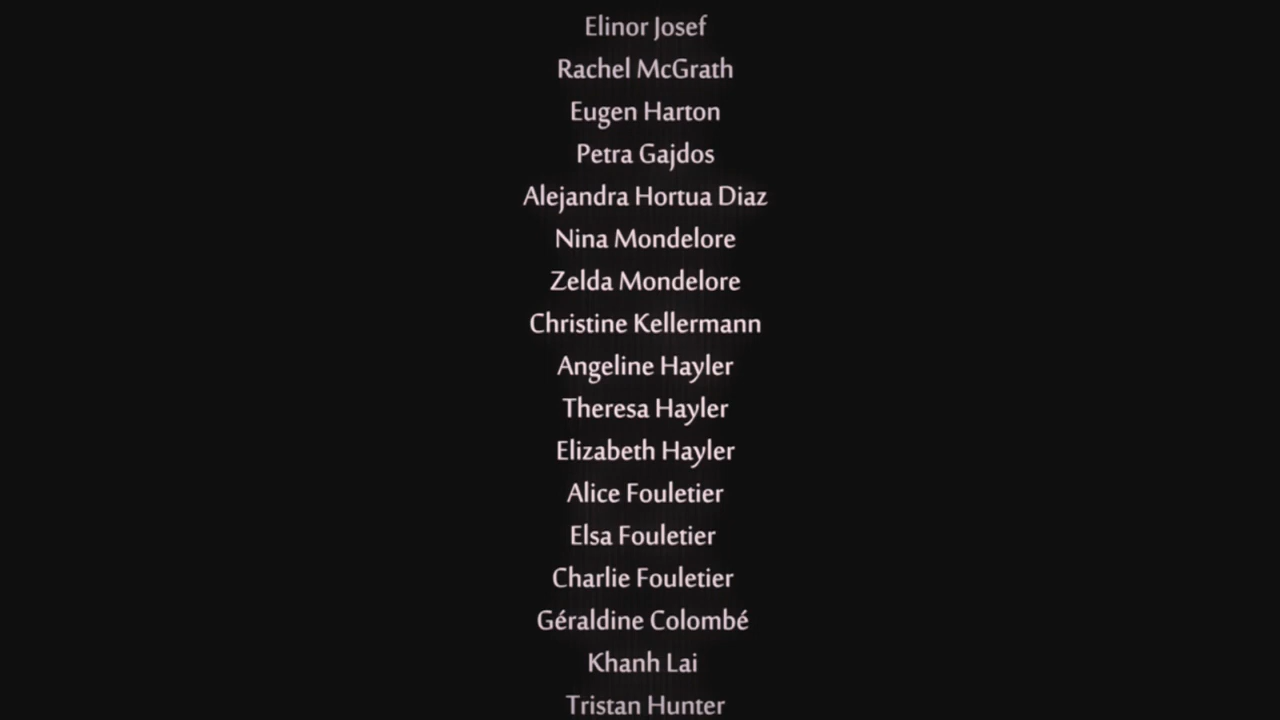 Elinor Josef
Rachel McGrath
Eugen Harton
Petra Gajdos
Alejandra Hortua Diaz
Nina Mondelore
Zelda Mondelore
Christine Kellermann
Angeline Hayler
Theresa Hayler
Elizabeth Hayler
Alice Fouletier
Elsa Fouletier
Charlie Fouletier
Géraldine Colombé
Khanh Lai
Tristan Hunter